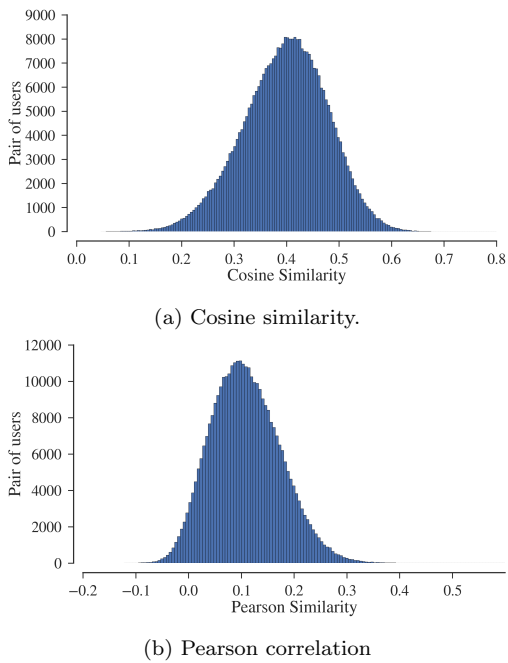 9000
8000
7000
6000
5000
4000
3000
2000
1000
0
Pair of users
0.0 0.1 0.2 0.3 0.4 0.5 0.6 0.7 0.8
Cosine Similarity
(a) Cosine similarity.
12000
10000
8000
6000
4000
2000
0
Pair of users
−0.2 −0.1 0.0 0.1 0.2 0.3 0.4 0.5
Pearson Similarity
(b) Pearson correlation